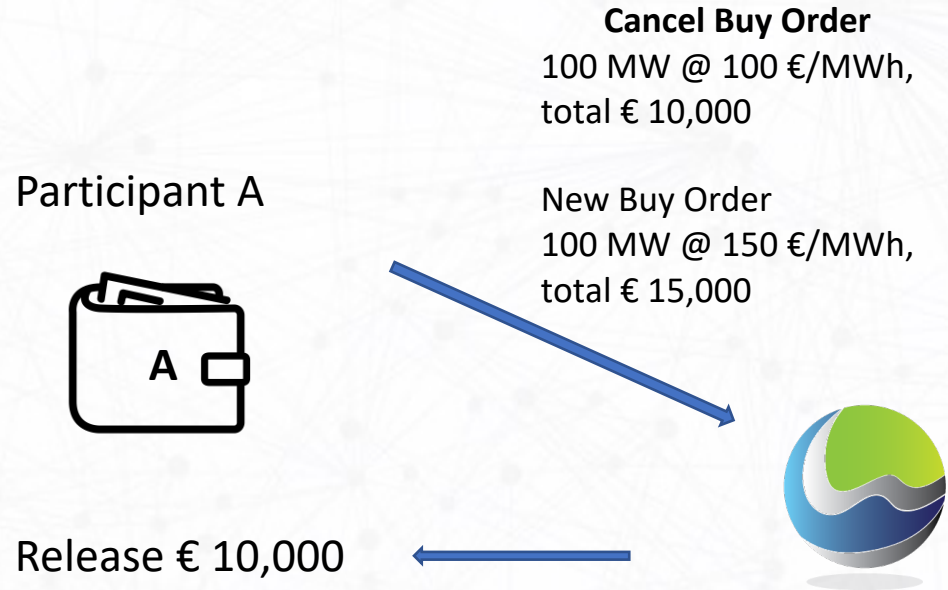 Cancel Buy Order
100 MW @ 100 €/MWh,
total € 10,000
Participant A
New Buy Order
100 MW @ 150 €/MWh,
total € 15,000
A
Release € 10,000